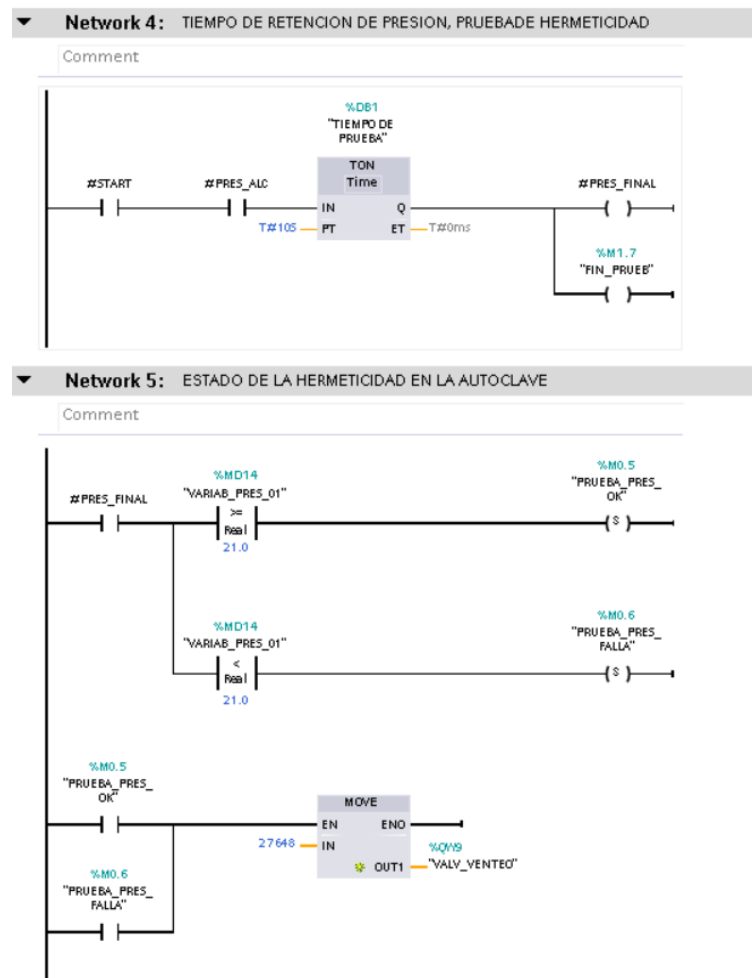 Network 4: TIEMPO DE RETENCION DE PRESION, PRUEBADE HERMETICIDAD
Comment
%DB1
"TIEMPO DE
PRUEBA"
TON
Time
#START
#PRES_ALC
#PRES_FINAL
IN
Q
T#10S
PT
ET
T#0ms
%M1.7
"FIN_PRUEB"
Network 5: ESTADO DE LA HERMETICIDAD EN LA AUTOCLAVE
Comment
#PRES_FINAL
%MD14
"VARIAB_PRES_01"
>=
Real
21.0
%M0.5
"PRUEBA_PRES_
OK"
S
%MD14
"VARIAB_PRES_01"
<
Real
21.0
%M0.6
"PRUEBA_PRES_
FALLA"
S
%M0.5
"PRUEBA_PRES_
OK"
MOVE
EN
ENO
27648
IN
%QW9
OUT1
"VALV_VENTEO"
%M0.6
"PRUEBA_PRES_
FALLA"